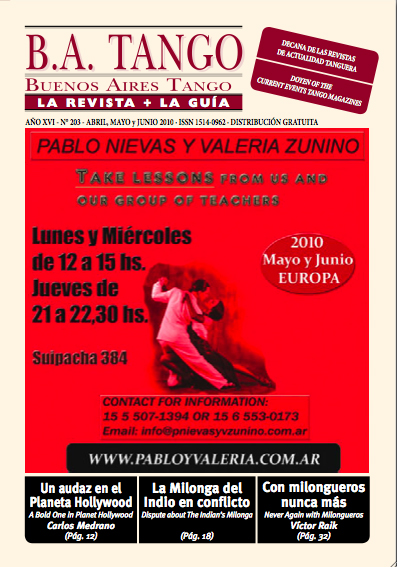 B.A. TANGO
BUENOS AIRES TANGO
LA REVISTA + LA GUÍA
DECANA DE LAS REVISTAS
DE ACTUALIDAD TANGUERA
DOYEN OF THE
CURRENT EVENTS TANGO MAGAZINES
AÑO XVI - Nº 203 - ABRIL, MAYO y JUNIO 2010 - ISSN 1514-0962 - DISTRIBUCIÓN GRATUITA
PABLO NIEVAS Y VALERIA ZUNINO
TAKE LESSONS FROM US AND
OUR GROUP OF TEACHERS
Lunes y Miércoles
de 12 a 15 hs.
Jueves de
21 a 22,30 hs.
Suipacha 384
2010
Mayo y Junio
EUROPA
CONTACT FOR INFORMATION:
15 5 507-1394 OR 15 6 553-0173
Email: info@pnievasyvzunino.com.ar
WWW.PABLOYVALERIA.COM.AR
Un audaz en el
Planeta Hollywood
A Bold One in Planet Hollywood
Carlos Medrano
(Pág. 12)
La Milonga del
Indio en conflicto
Dispute about The Indian's Milonga
(Pág. 18)
Con milongueros
nunca más
Never Again with Milongueros
Víctor Raik
(Pág. 32)